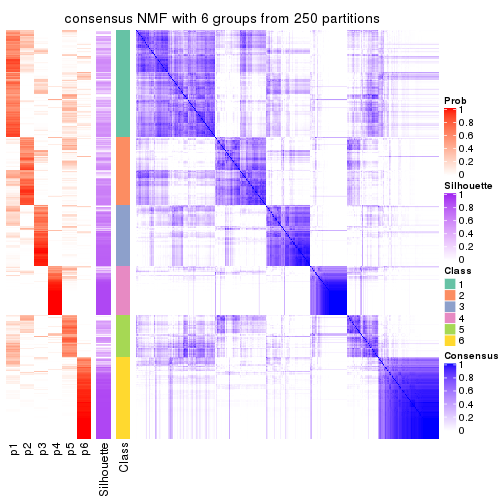 consensus NMF with 6 groups from 250 partitions
Prob
1
0.8
0.6
0.4
0.2
0
Silhouette
1
0.8
0.6
0.4
0.2
0
Class
1
2
3
4
5
6
Consensus
1
0.8
0.6
0.4
0.2
0
p1
p2
p3
p4
p5
p6
Silhouette
Class